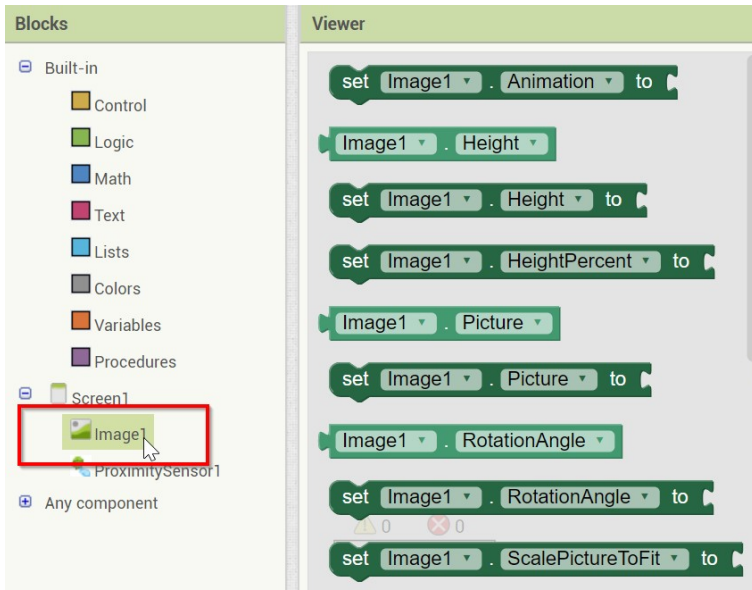 Blocks
Built-in
Control
Logic
Math
Text
Lists
Colors
Variables
Procedures
Screen1
Image1
ProximitySensor1
Any component
Viewer
set Image1 . Animation to
Image1 . Height
set Image1 . Height to
set Image1 . HeightPercent to
Image1 . Picture
set Image1 . Picture to
Image1 . RotationAngle
set Image1 . RotationAngle to
0 0
set Image1 . ScalePictureToFit to